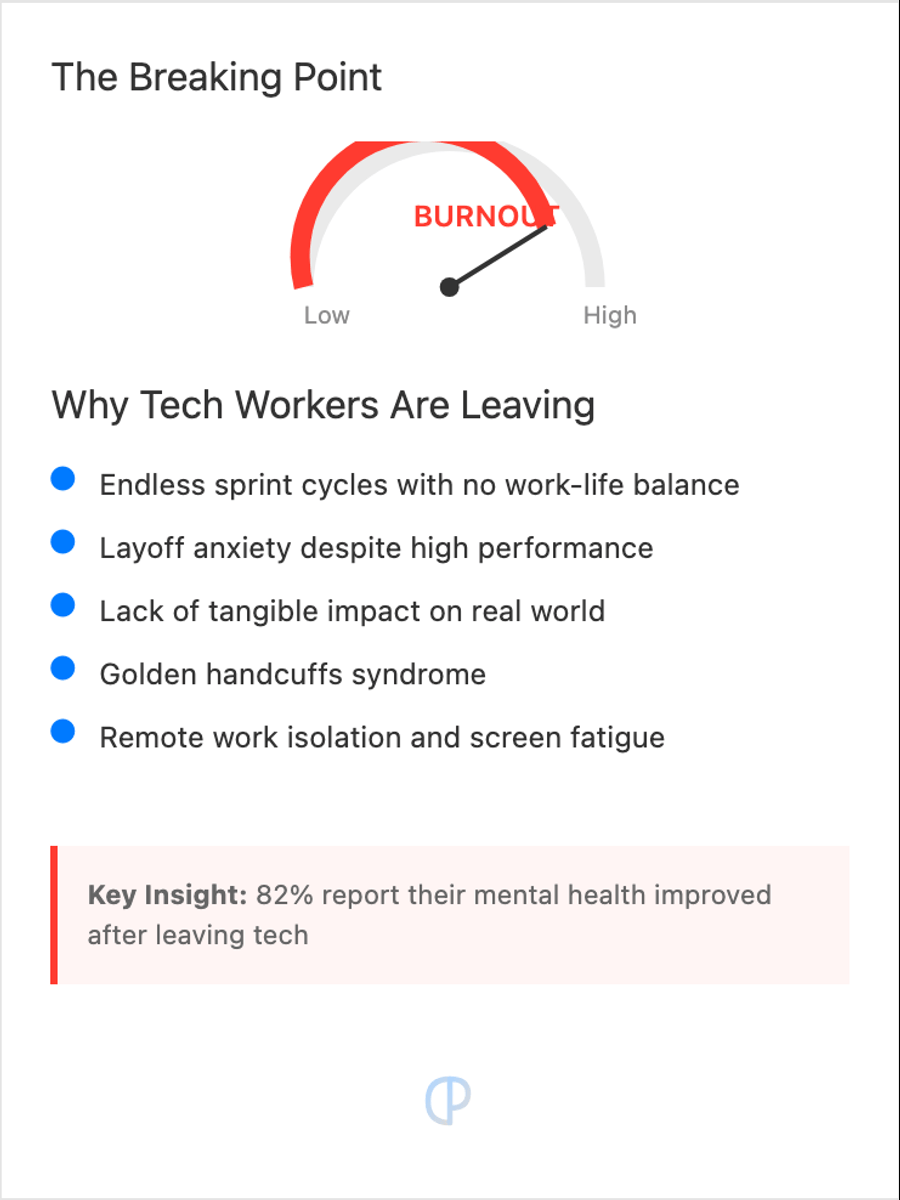 The Breaking Point
BURNOUT
Low
High
Why Tech Workers Are Leaving
Endless sprint cycles with no work-life balance
Layoff anxiety despite high performance
Lack of tangible impact on real world
Golden handcuffs syndrome
Remote work isolation and screen fatigue
Key Insight: 82% report their mental health improved
after leaving tech